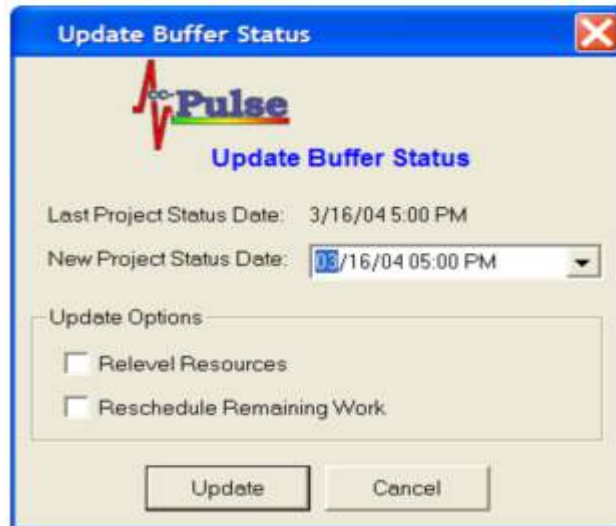 Update Buffer Status
cc-Pulse
Update Buffer Status
Last Project Status Date: 3/16/04 5:00 PM
New Project Status Date: 03/16/04 05:00 PM
Update Options
Relevel Resources
Reschedule Remaining Work
Update Cancel